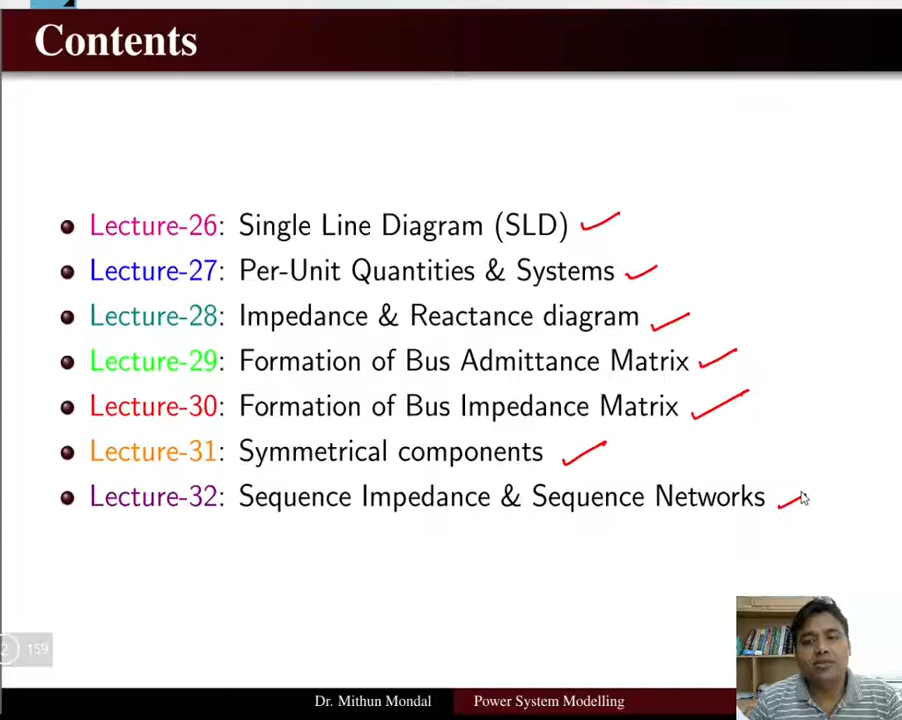 Contents
Lecture-26: Single Line Diagram (SLD)
Lecture-27: Per-Unit Quantities & Systems
Lecture-28: Impedance & Reactance diagram
Lecture-29: Formation of Bus Admittance Matrix
Lecture-30: Formation of Bus Impedance Matrix
Lecture-31: Symmetrical components
Lecture-32: Sequence Impedance & Sequence Networks
2 159
Dr. Mithun Mondal Power System Modelling